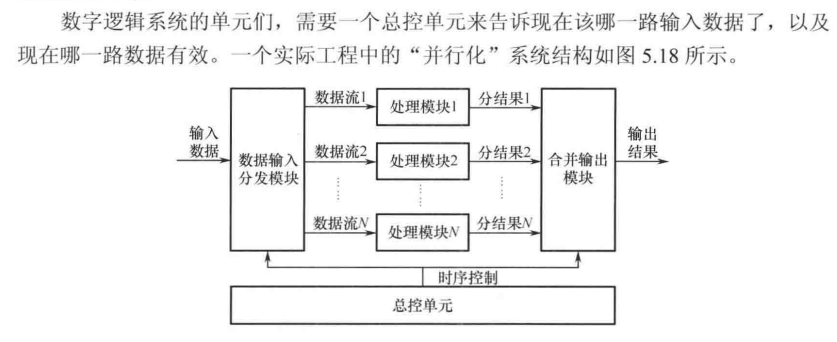 数字逻辑系统的单元们，需要一个总控单元来告诉现在该哪一路输入数据了，以及
现在哪一路数据有效。一个实际工程中的“并行化”系统结构如图 5.18 所示。
输入
数据
数据输入
分发模块
数据流1
处理模块1
分结果1
数据流2
处理模块2
分结果2
数据流N
处理模块N
分结果N
合并输出
模块
输出
结果
时序控制
总控单元